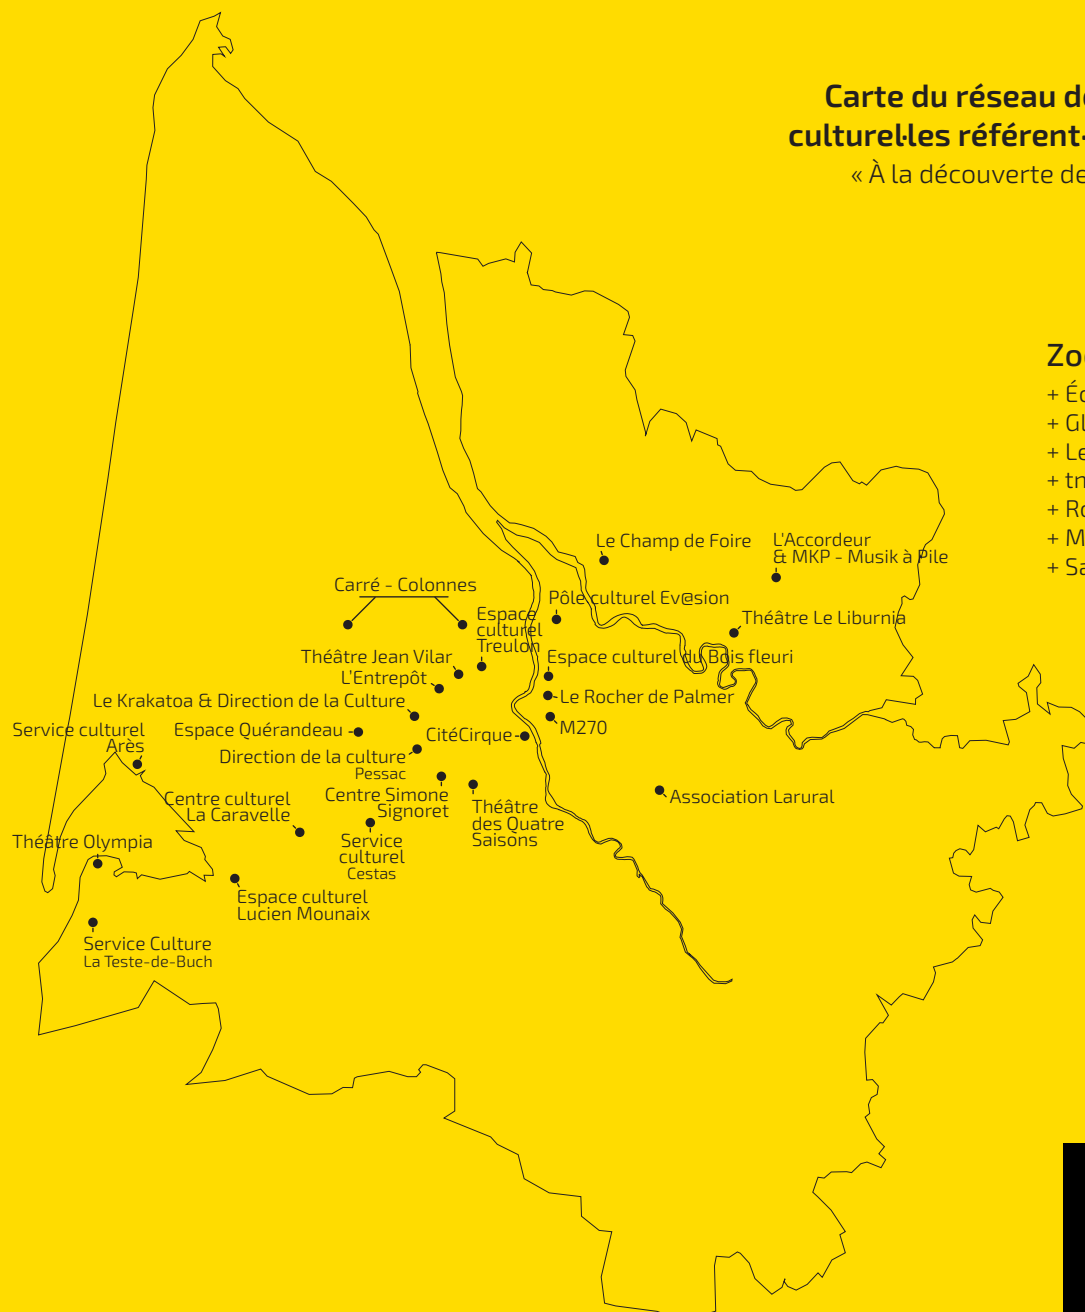 Carte du réseau de
culturel·les référent·
« À la découverte de
Zo
+ Éc
+ Gl
+ Le
+ tn
+ Ro
+ M
+ Sa
Le Champ de Foire
L'Accordeur
& MKP - Musik à Pile
Carré - Colonnes
Pôle culturel Ev@sion
Espace
culturel
Treulon
Théâtre Le Liburnia
Théâtre Jean Vilar
Espace culturel du Bois fleuri
L'Entrepôt
Le Krakatoa & Direction de la Culture
Le Rocher de Palmer
Service culturel
Arès
Espace Quérandeau
CitéCirque
M270
Direction de la culture
Pessac
Centre culturel
La Caravelle
Centre Simone
Signoret
Association Larural
Théâtre
des Quatre
Saisons
Théâtre Olympia
Service
culturel
Cestas
Espace culturel
Lucien Mounaix
Service Culture
La Teste-de-Buch